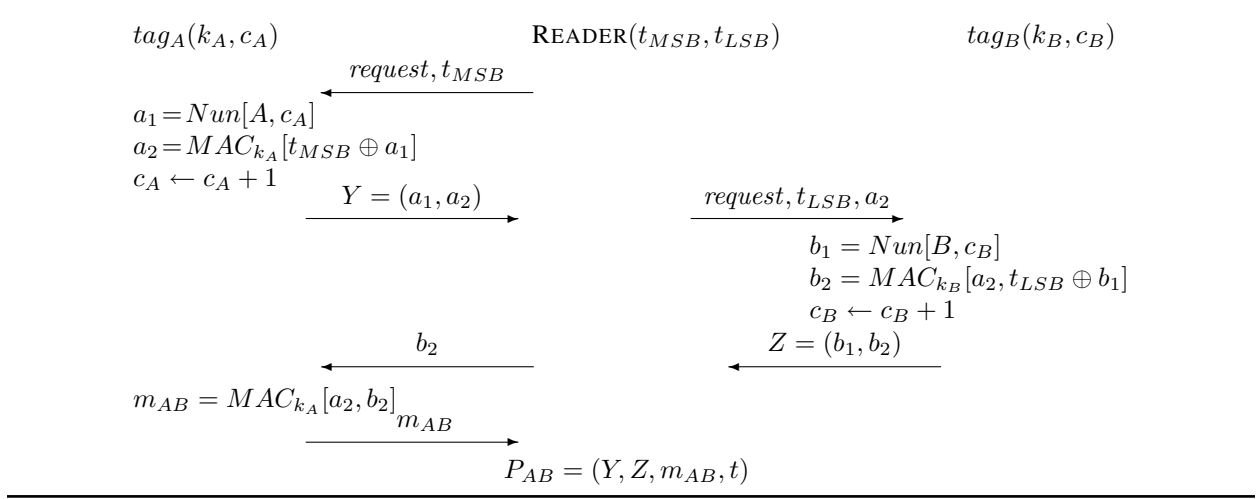 tag_A(k_A, c_A) READER(t_MSB, t_LSB) tag_B(k_B, c_B)
request, t_MSB
a_1 = Nun[A, c_A]
a_2 = MAC_{k_A}[t_MSB ⊕ a_1]
c_A ← c_A + 1
Y = (a_1, a_2) request, t_LSB, a_2
b_1 = Nun[B, c_B]
b_2 = MAC_{k_B}[a_2, t_LSB ⊕ b_1]
c_B ← c_B + 1
b_2 Z = (b_1, b_2)
m_AB = MAC_{k_A}[a_2, b_2]
m_AB
P_AB = (Y, Z, m_AB, t)